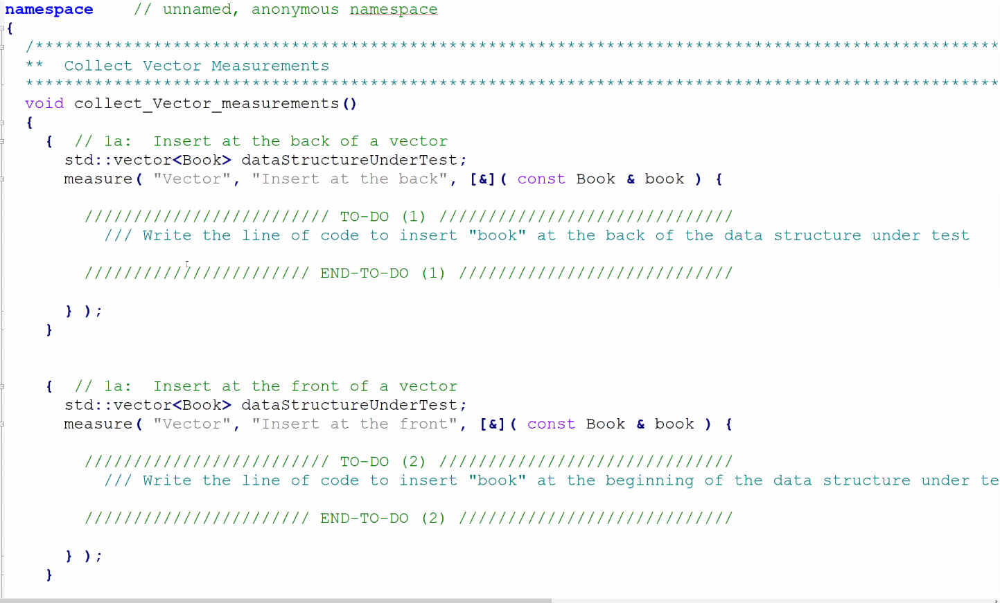 namespace    // unnamed, anonymous namespace
{
  /***************************************************************************************************
**  Collect Vector Measurements
***************************************************************************************************
void collect_Vector_measurements()
{
{  // 1a:  Insert at the back of a vector
std::vector<Book> dataStructureUnderTest;
measure( "Vector", "Insert at the back", [&]( const Book & book ) {
///////////////////////// TO-DO (1) //////////////////////////////
/// Write the line of code to insert "book" at the back of the data structure under test
/////////////////////// END-TO-DO (1) ////////////////////////////
} );
}
{  // 1a:  Insert at the front of a vector
std::vector<Book> dataStructureUnderTest;
measure( "Vector", "Insert at the front", [&]( const Book & book ) {
///////////////////////// TO-DO (2) //////////////////////////////
/// Write the line of code to insert "book" at the beginning of the data structure under te
/////////////////////// END-TO-DO (2) ////////////////////////////
} );
}